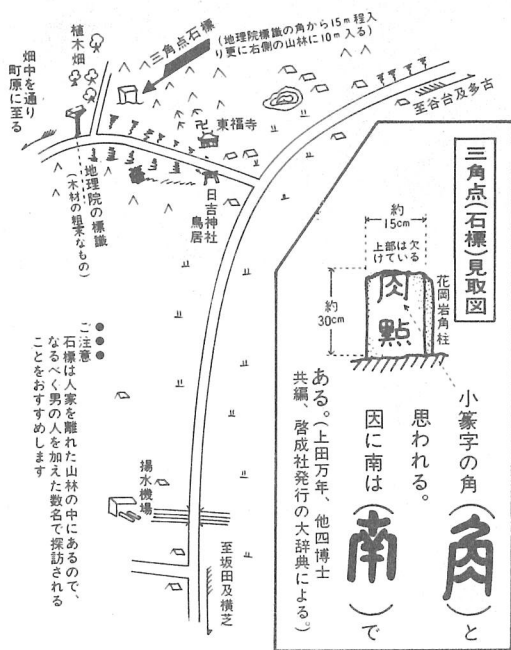 三角点石標
(地理院標識の角から15m程入
り更に右側の山林に10m入る)
植木畑
畑中を通り
町原に至る
東福寺
至谷台及多古
地理院の標識
(木材の粗末なもの)
日吉神社
鳥居
三角点(石標)見取図
約
15cm
上部は欠
けている
約
30cm
花岡岩角柱
點
小篆字の角()と
思われる。
因に南は()で
ある。(上田万年、他四博士
共編、啓成社発行の大辞典による。)
ご注意
石標は人家を離れた山林の中にあるので、
なるべく男の人を加えた数名で探訪される
ことをおすすめします
揚水機場
至坂田及横芝